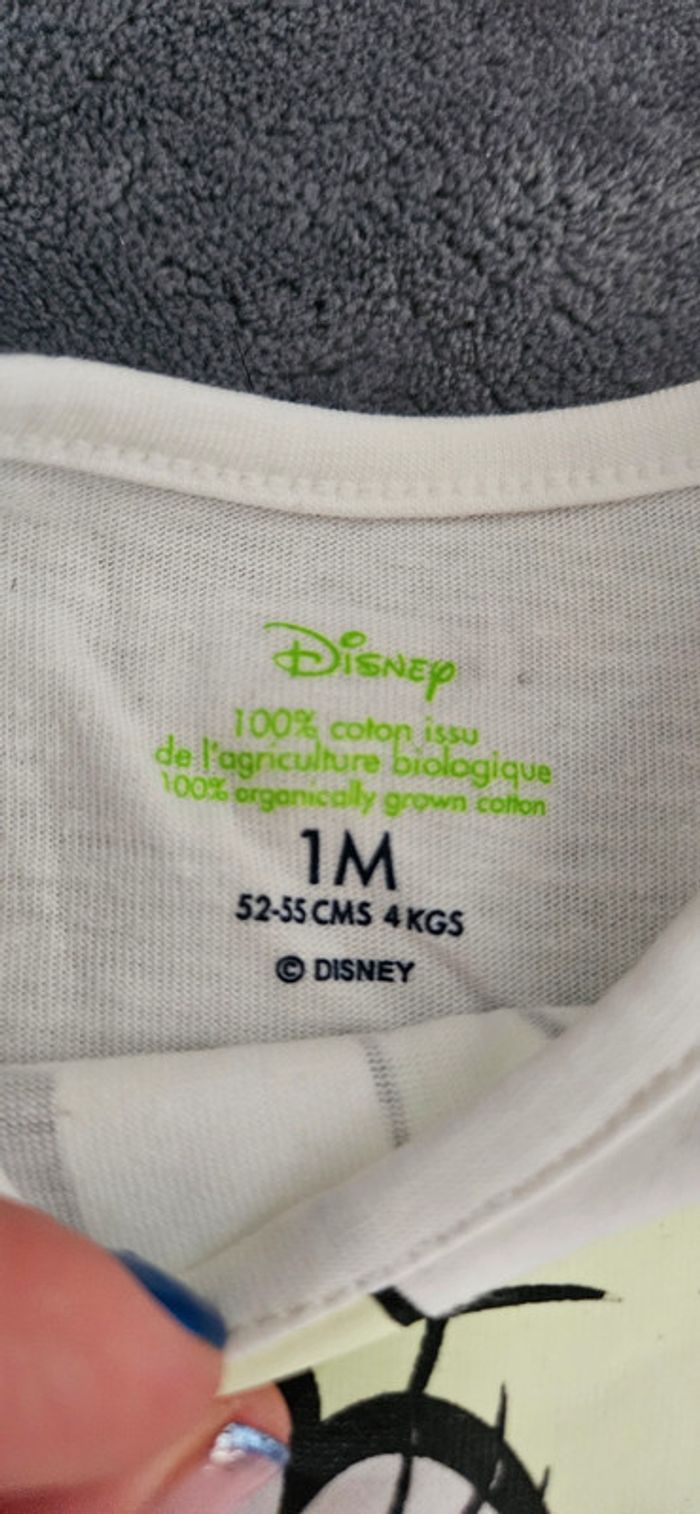 Disney
100% coton issu
de l'agriculture biologique
100% organically grown cotton
1M
52-55 CMS 4 KGS
© DISNEY